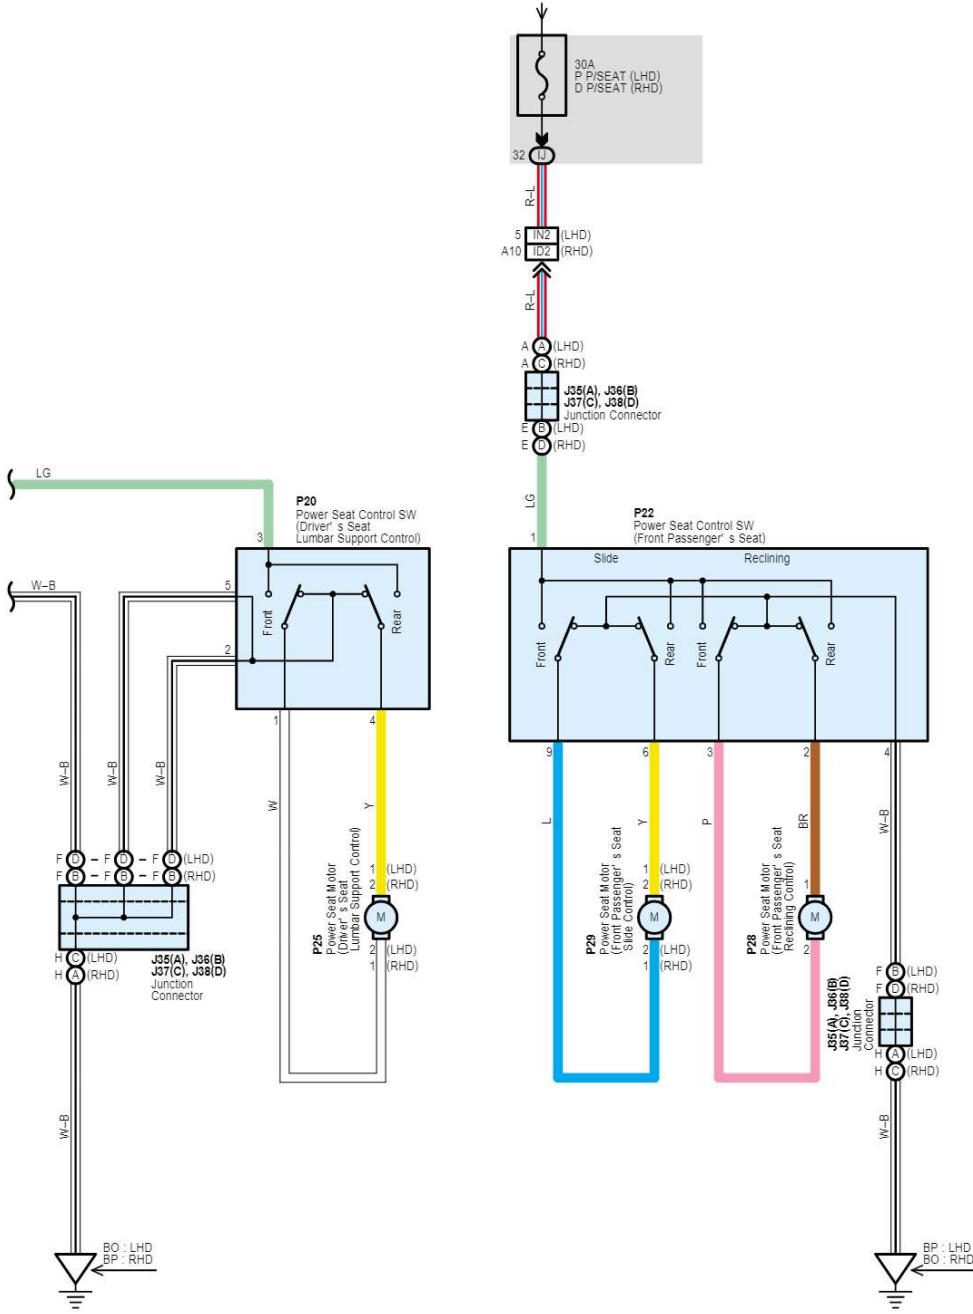 30A
P P/SEAT (LHD)
D P/SEAT (RHD)
32 IJ
R–L
5 IN2 (LHD)
A10 ID2 (RHD)
R–L
A A (LHD)
A C (RHD)
J35(A), J36(B)
J37(C), J38(D)
Junction Connector
E B (LHD)
E D (RHD)
LG
LG
P20
Power Seat Control SW
(Driver' s Seat
Lumbar Support Control)
3
P22
Power Seat Control SW
(Front Passenger' s Seat)
1
Slide
Reclining
W–B
5
2
Front
Rear
Front
Rear
Front
Rear
1
4
9
6
3
2
4
W–B
W–B
W–B
W
Y
L
Y
P
BR
W–B
F D – F D – F D (LHD)
F B – F B – F B (RHD)
H C (LHD)
H A (RHD)
J35(A), J36(B)
J37(C), J38(D)
Junction
Connector
P25
Power Seat Motor
(Driver' s Seat
Lumbar Support Control)
1 (LHD)
2 (RHD)
M
2 (LHD)
1 (RHD)
P29
Power Seat Motor
(Front Passenger' s Seat
Slide Control)
1 (LHD)
2 (RHD)
M
2 (LHD)
1 (RHD)
P28
Power Seat Motor
(Front Passenger' s Seat
Reclining Control)
1
M
2
F B (LHD)
F D (RHD)
J35(A), J36(B)
J37(C), J38(D)
Junction
Connector
H A (LHD)
H C (RHD)
W–B
W–B
BO : LHD
BP : RHD
BP : LHD
BO : RHD